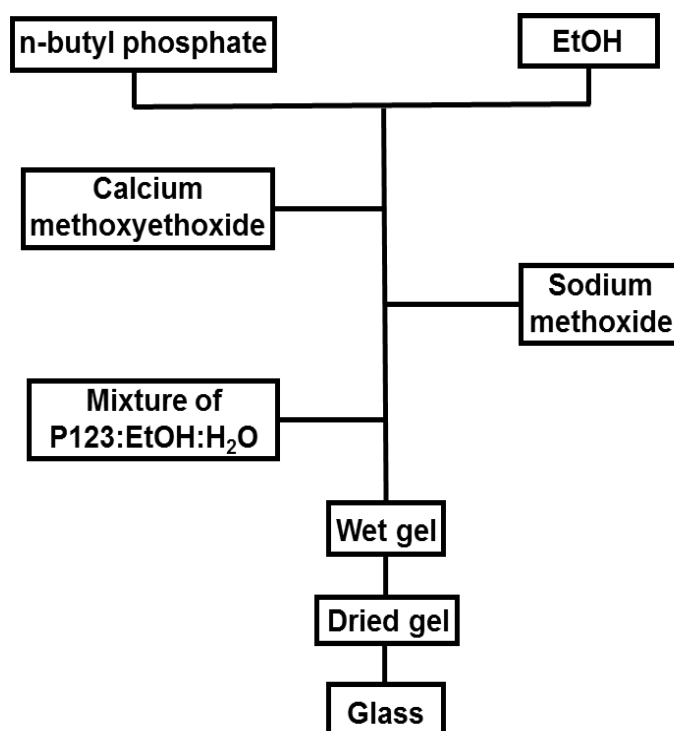 n-butyl phosphate
EtOH
Calcium
methoxyethoxide
Sodium
methoxide
Mixture of
P123:EtOH:H₂O
Wet gel
Dried gel
Glass